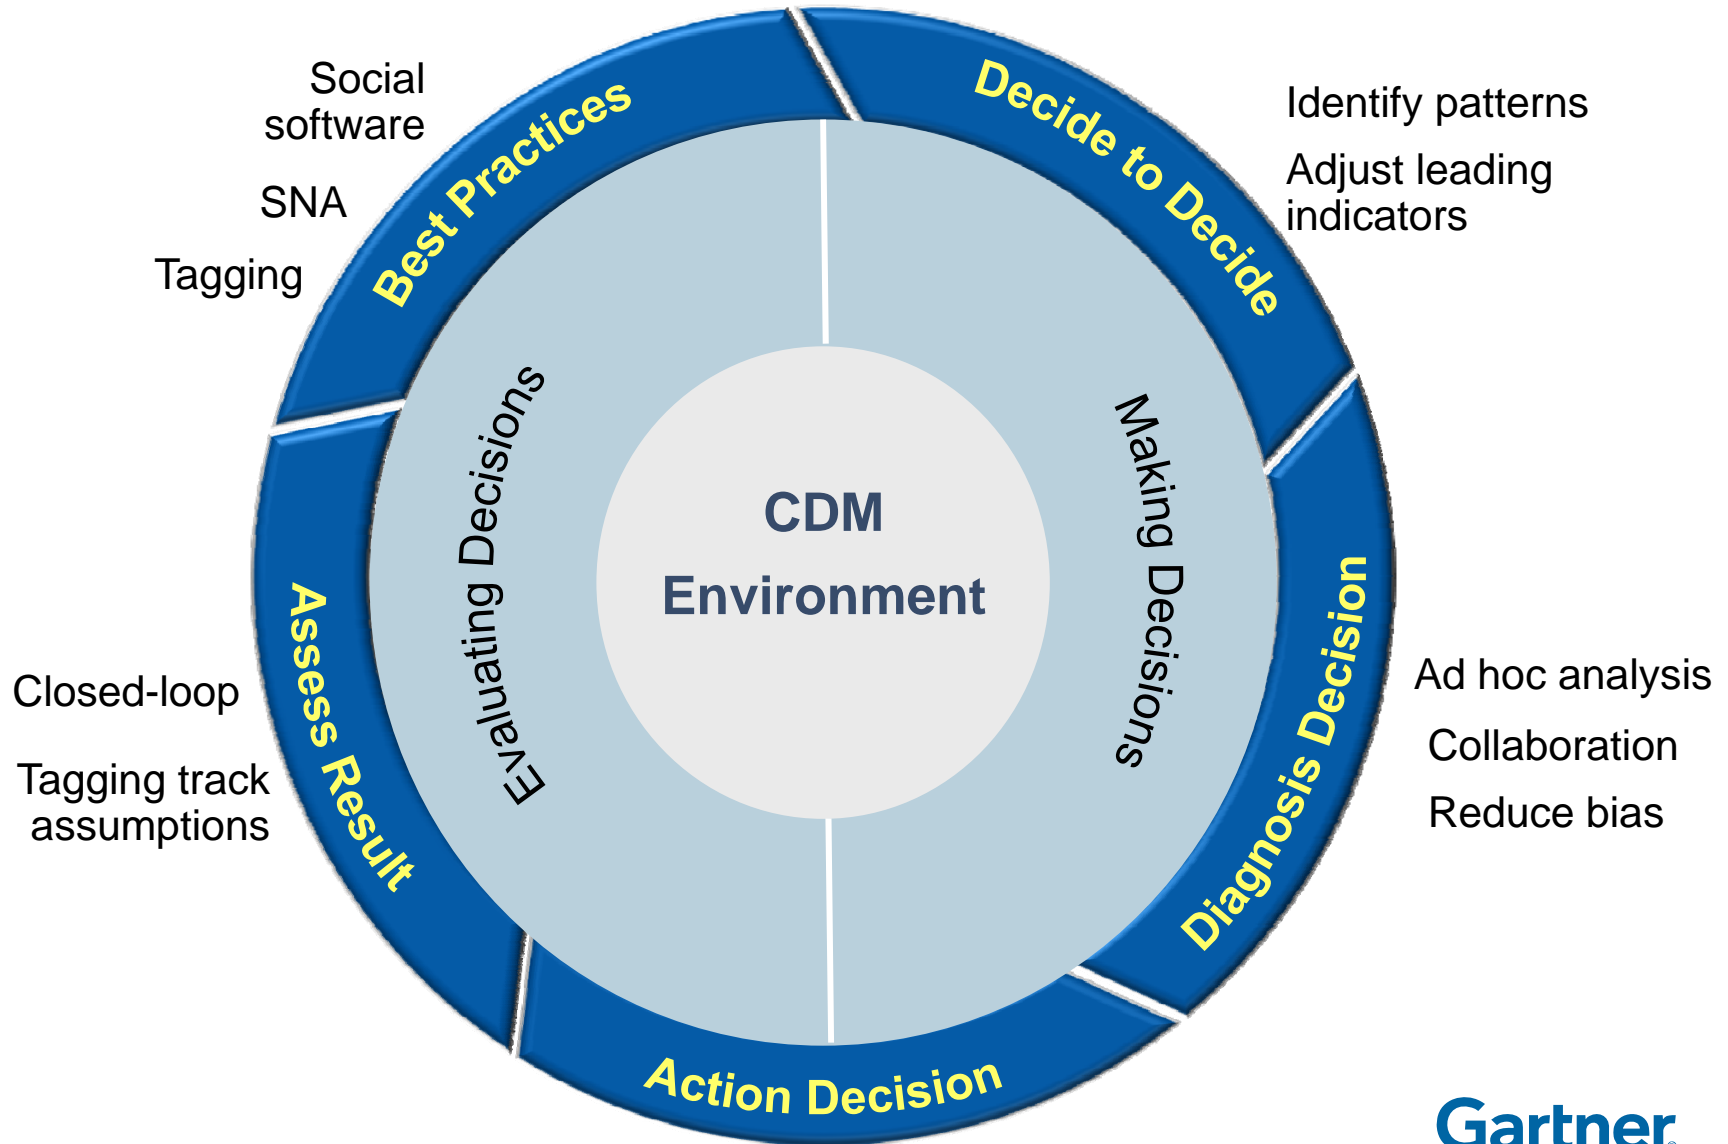 Social
software
SNA
Tagging
Best Practices
Decide to Decide
Identify patterns
Adjust leading
indicators
Evaluating Decisions
CDM
Environment
Making Decisions
Assess Result
Closed-loop
Tagging track
assumptions
Diagnosis Decision
Ad hoc analysis
Collaboration
Reduce bias
Action Decision
Gartner®